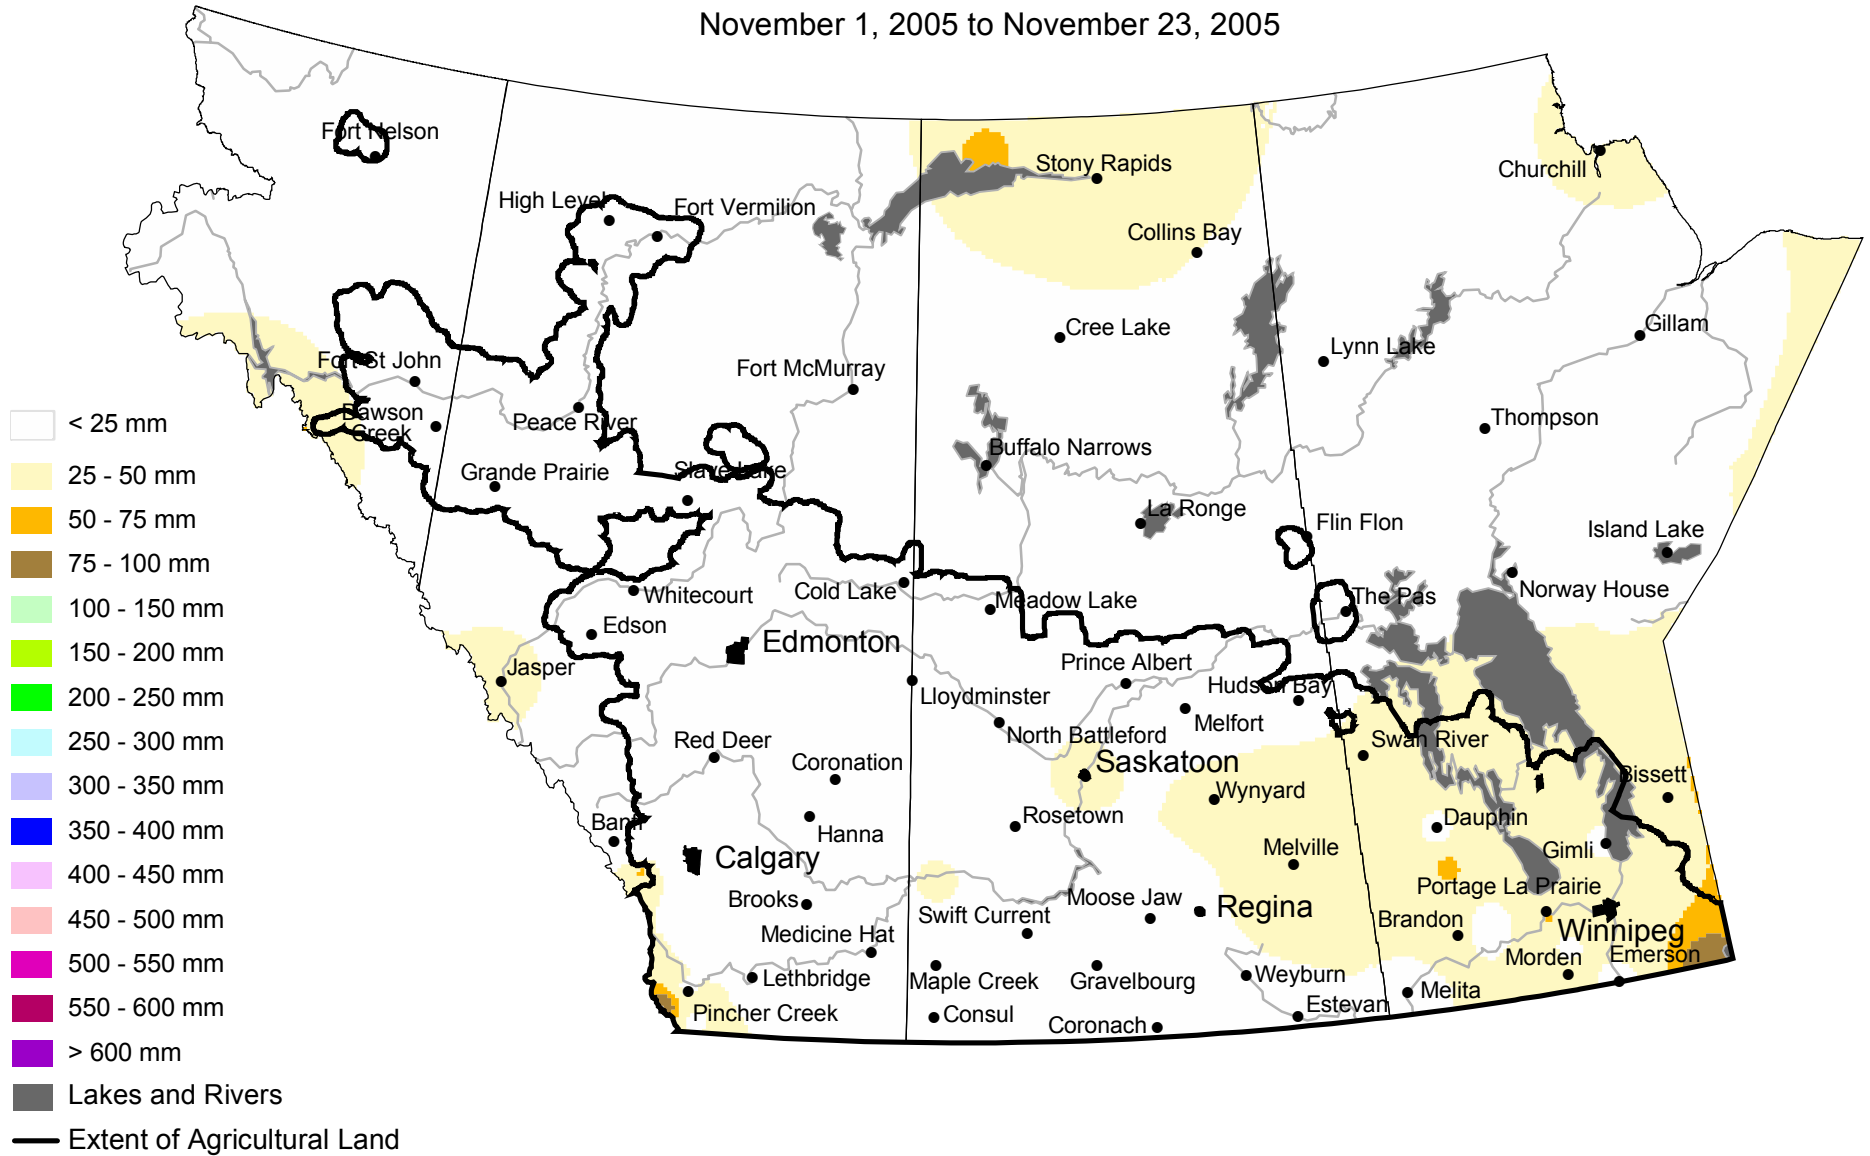 November 1, 2005 to November 23, 2005
Fort Nelson
High Level
Fort Vermilion
Stony Rapids
Collins Bay
Churchill
Fort St John
Dawson
Creek
Peace River
Fort McMurray
Cree Lake
Lynn Lake
Gillam
Grande Prairie
Slave Lake
Buffalo Narrows
Thompson
La Ronge
Flin Flon
Island Lake
Whitecourt
Cold Lake
Meadow Lake
The Pas
Norway House
Edson
Edmonton
Jasper
Prince Albert
Hudson Bay
Lloydminster
Melfort
North Battleford
Red Deer
Coronation
Saskatoon
Swan River
Bissett
Wynyard
Banff
Hanna
Rosetown
Dauphin
Calgary
Melville
Gimli
Brooks
Swift Current
Moose Jaw
Regina
Portage La Prairie
Brandon
Winnipeg
Medicine Hat
Morden
Emerson
Lethbridge
Maple Creek
Gravelbourg
Weyburn
Melita
Pincher Creek
Consul
Coronach
Estevan
< 25 mm
25 - 50 mm
50 - 75 mm
75 - 100 mm
100 - 150 mm
150 - 200 mm
200 - 250 mm
250 - 300 mm
300 - 350 mm
350 - 400 mm
400 - 450 mm
450 - 500 mm
500 - 550 mm
550 - 600 mm
> 600 mm
Lakes and Rivers
Extent of Agricultural Land